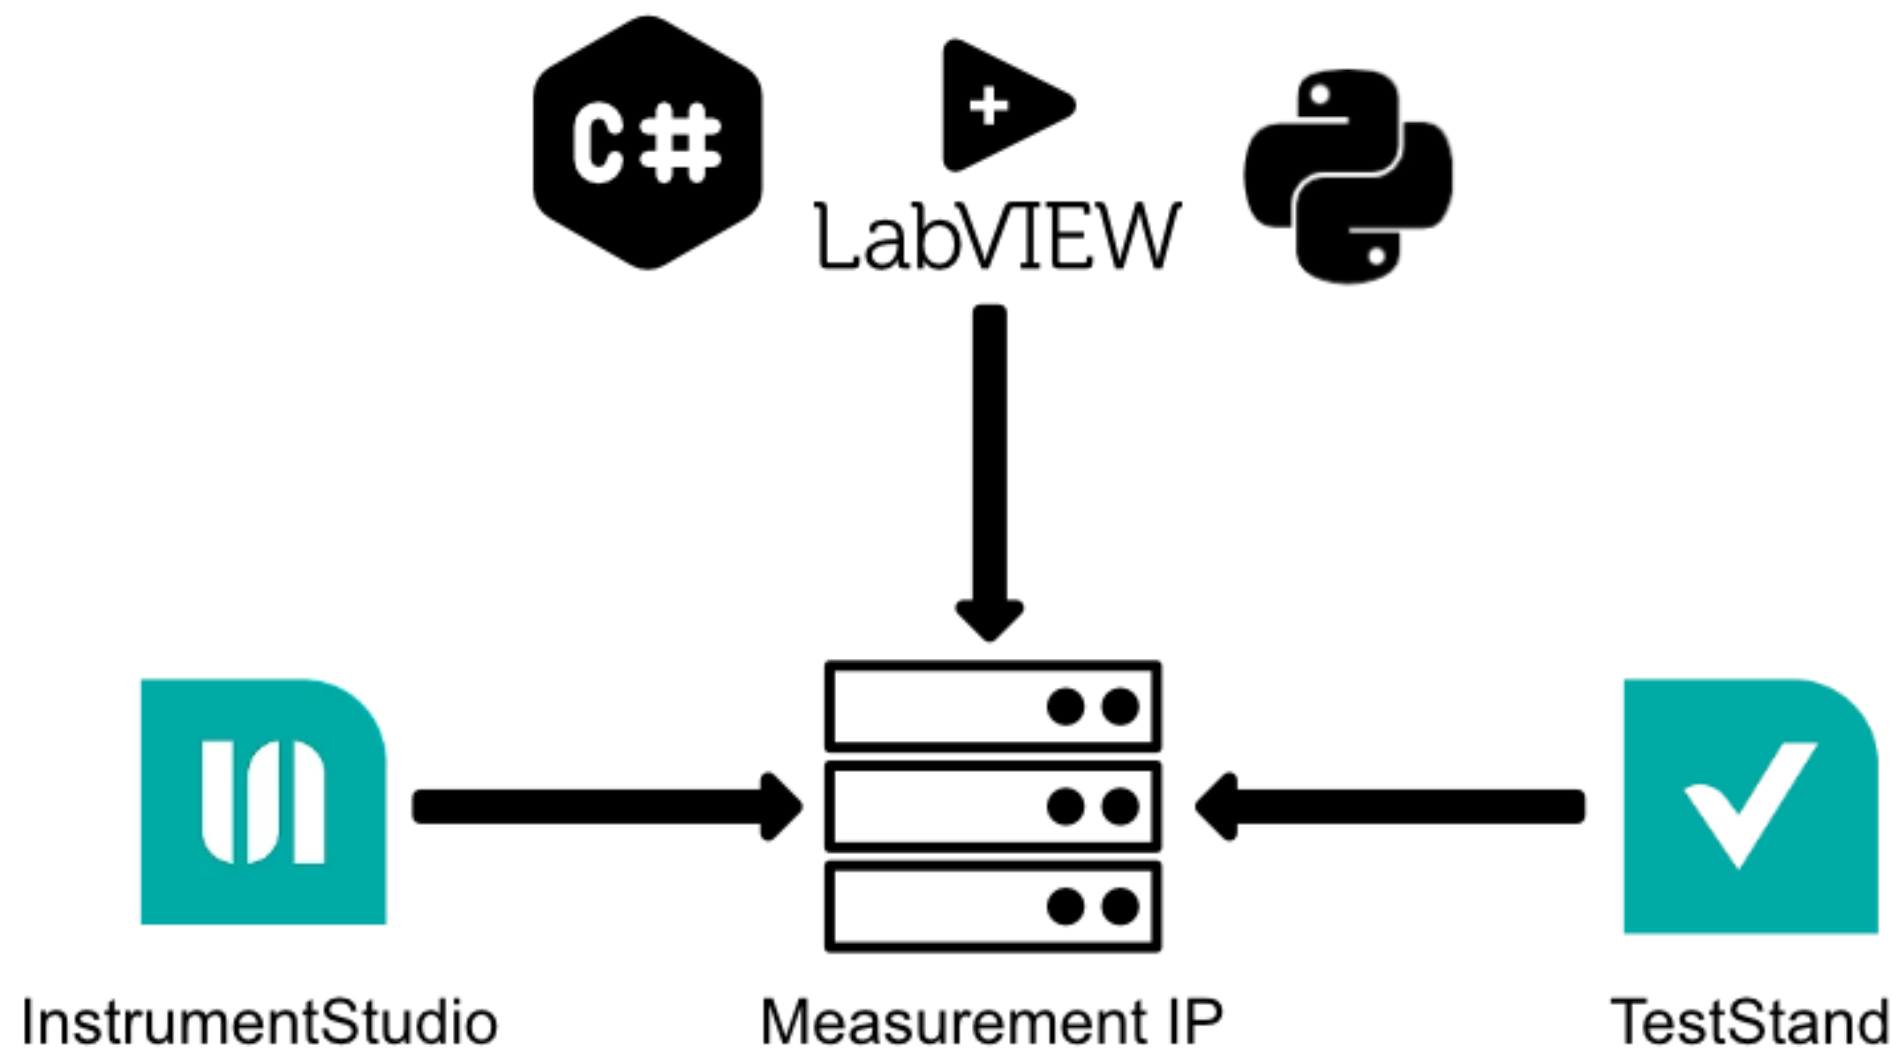 C#
LabVIEW
InstrumentStudio
Measurement IP
TestStand